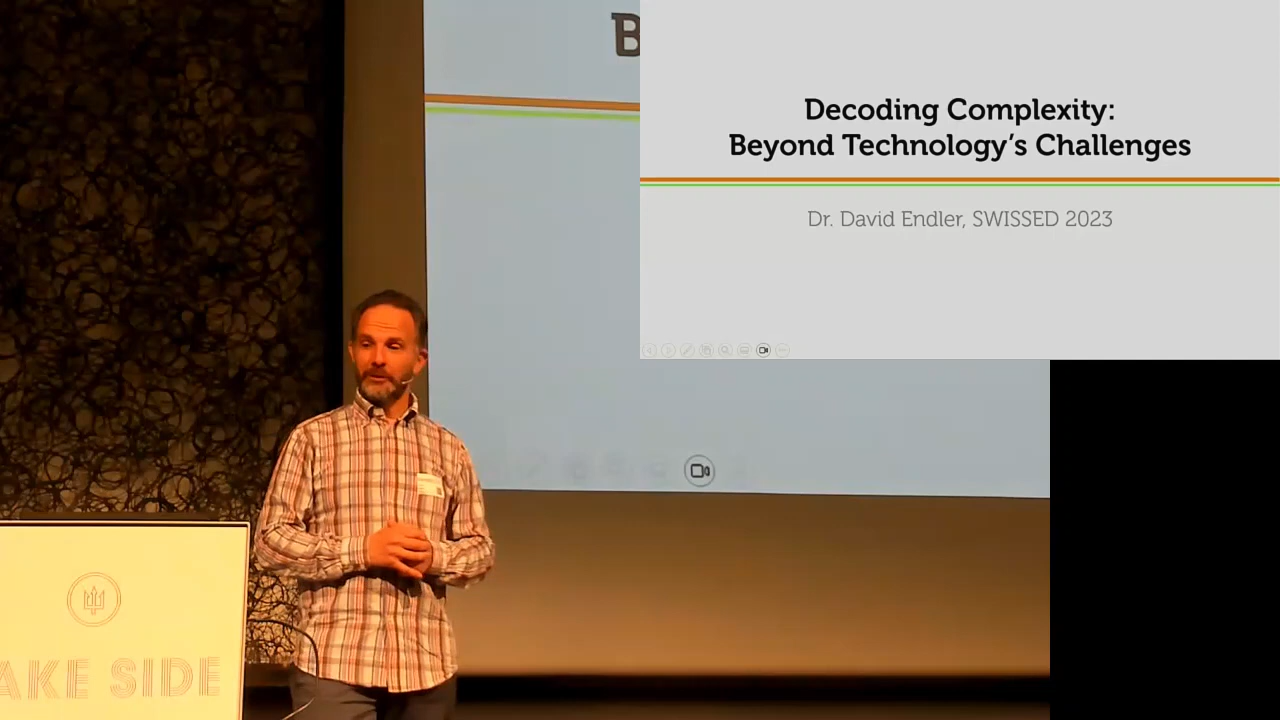 B
Decoding Complexity:
Beyond Technology’s Challenges
Dr. David Endler, SWISSED 2023
AKE SIDE